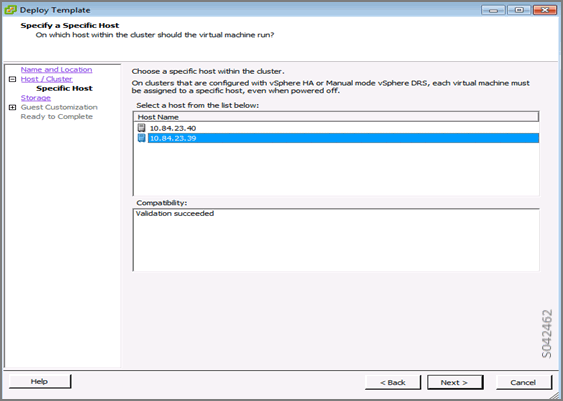 Deploy Template
Specify a Specific Host
On which host within the cluster should the virtual machine run?
Name and Location
Host / Cluster
Specific Host
Storage
Guest Customization
Ready to Complete
Choose a specific host within the cluster.
On clusters that are configured with vSphere HA or Manual mode vSphere DRS, each virtual machine must
be assigned to a specific host, even when powered off.
Select a host from the list below:
Host Name
10.84.23.40
10.84.23.39
Compatibility:
Validation succeeded
S042462
Help
< Back
Next >
Cancel